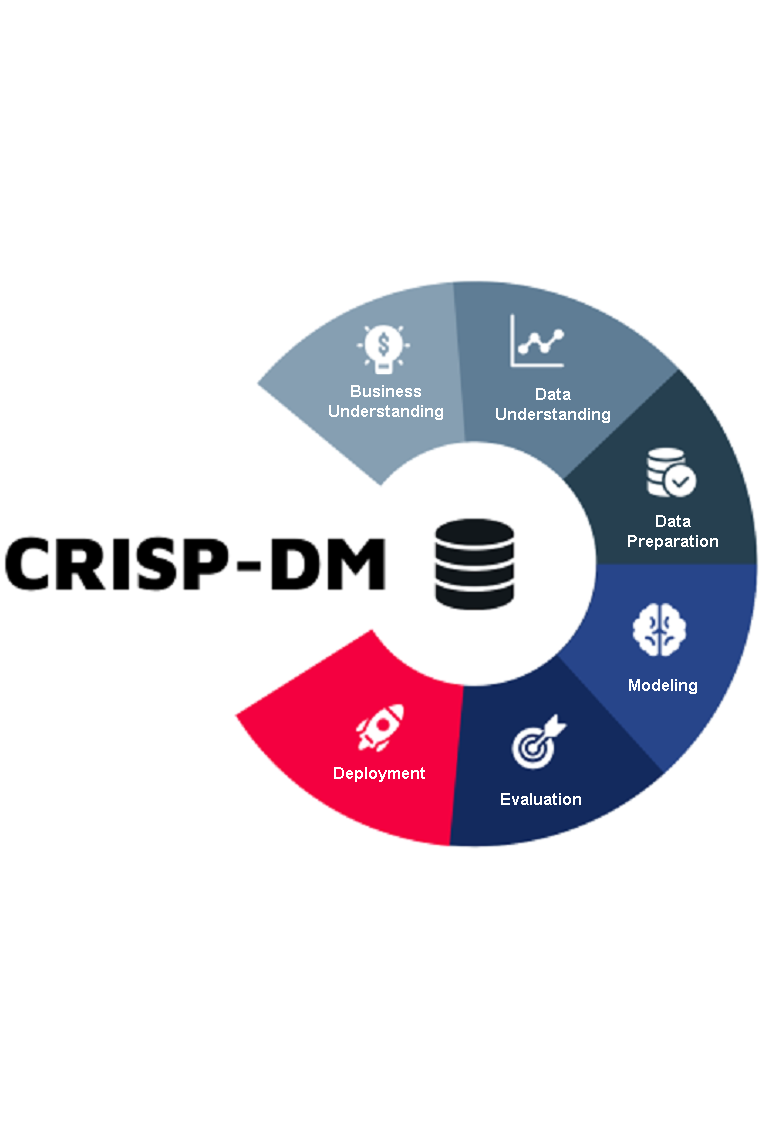 Business
Understanding
Data
Understanding
Data
Preparation
CRISP-DM
Modeling
Evaluation
Deployment